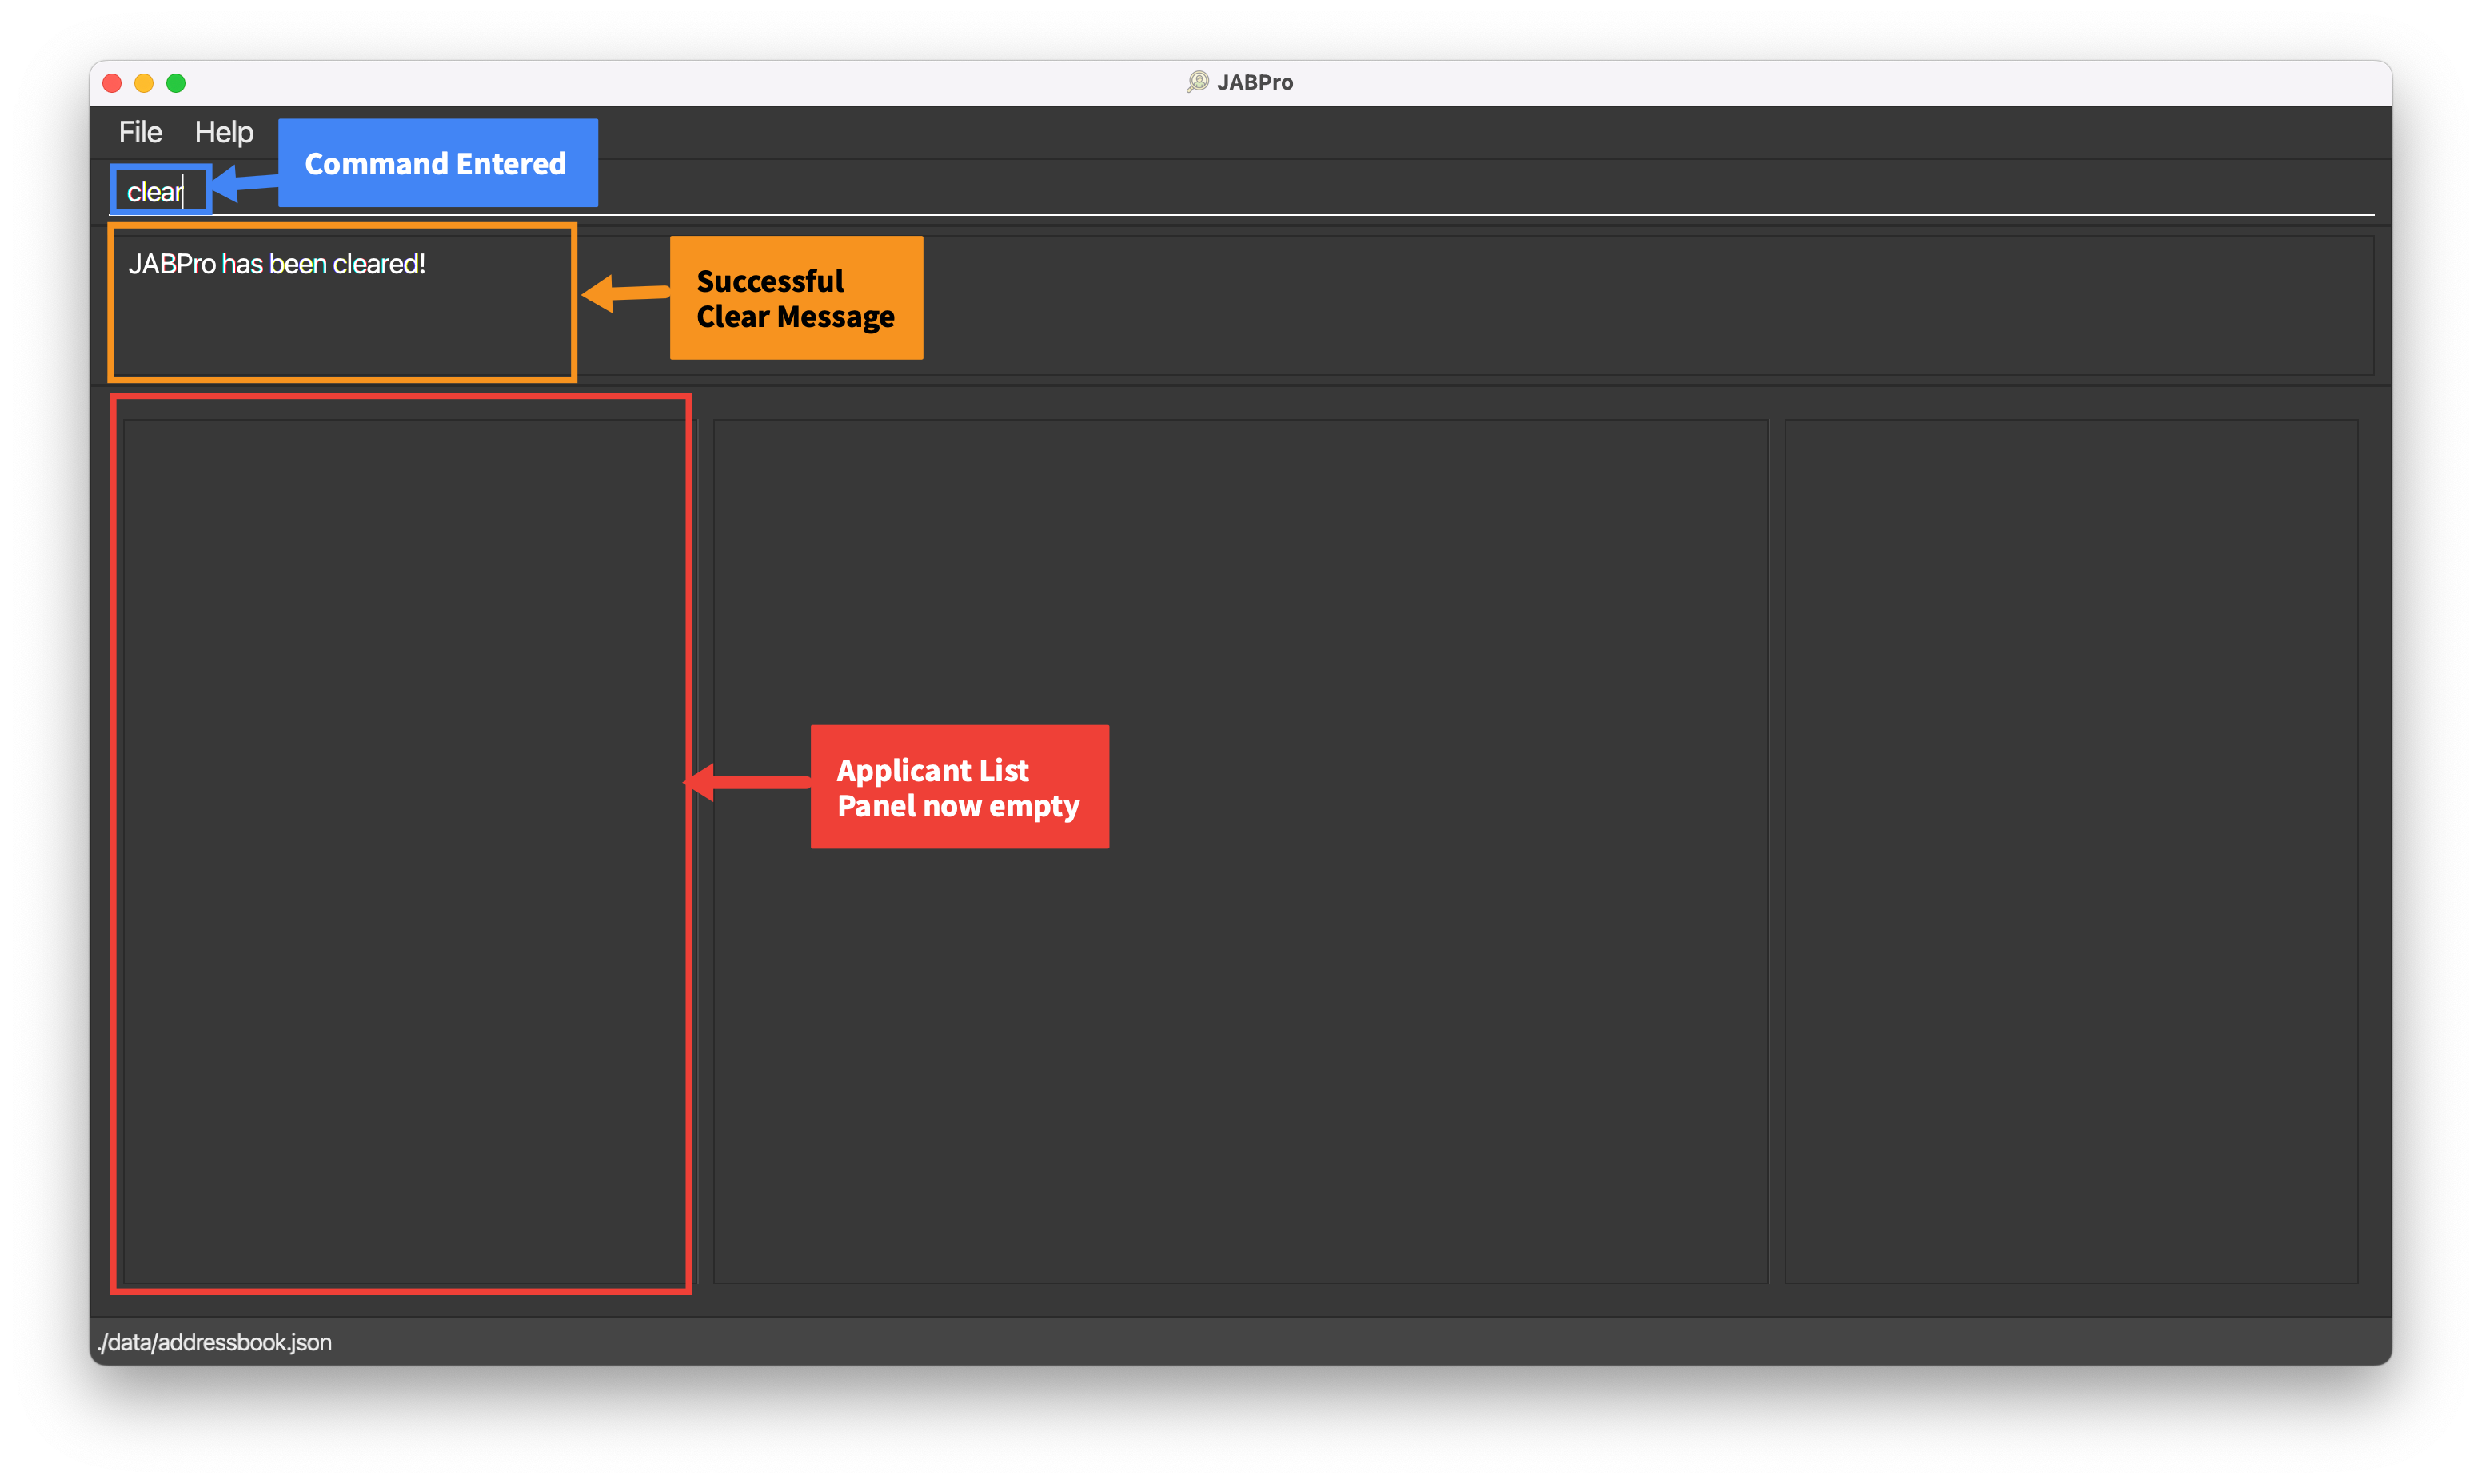 JABPro
File Help
Command Entered
clear
JABPro has been cleared!
Successful
Clear Message
Applicant List
Panel now empty
./data/addressbook.json